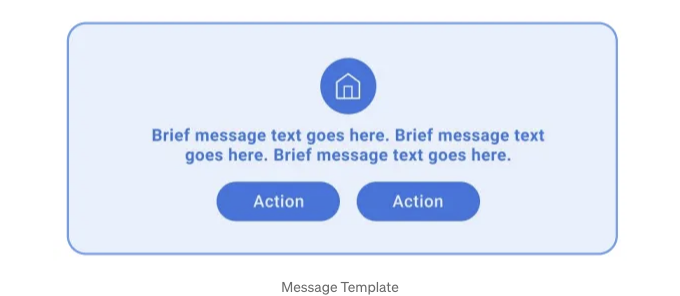 Brief message text goes here. Brief message text
goes here. Brief message text goes here.
Action Action
Message Template